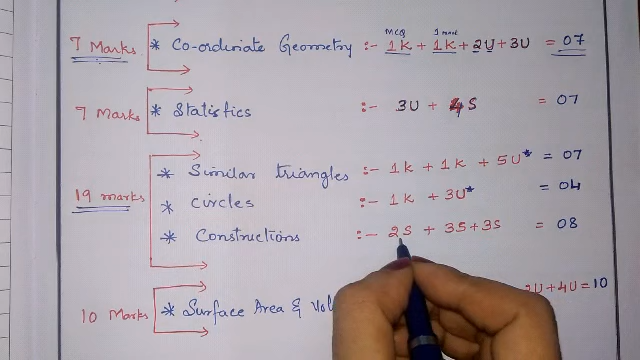 MCQ 1 mark
7 Marks * Co-ordinate Geometry :- 1K + 1K + 2U + 3U = 07
7 Marks * Statistics :- 3U + 4S = 07
* Similar triangles :- 1K + 1K + 5U* = 07
19 marks * Circles :- 1K + 3U* = 04
* Constructions :- 2S + 3S + 3S = 08
10 Marks * Surface Area & 2U + 4U = 10